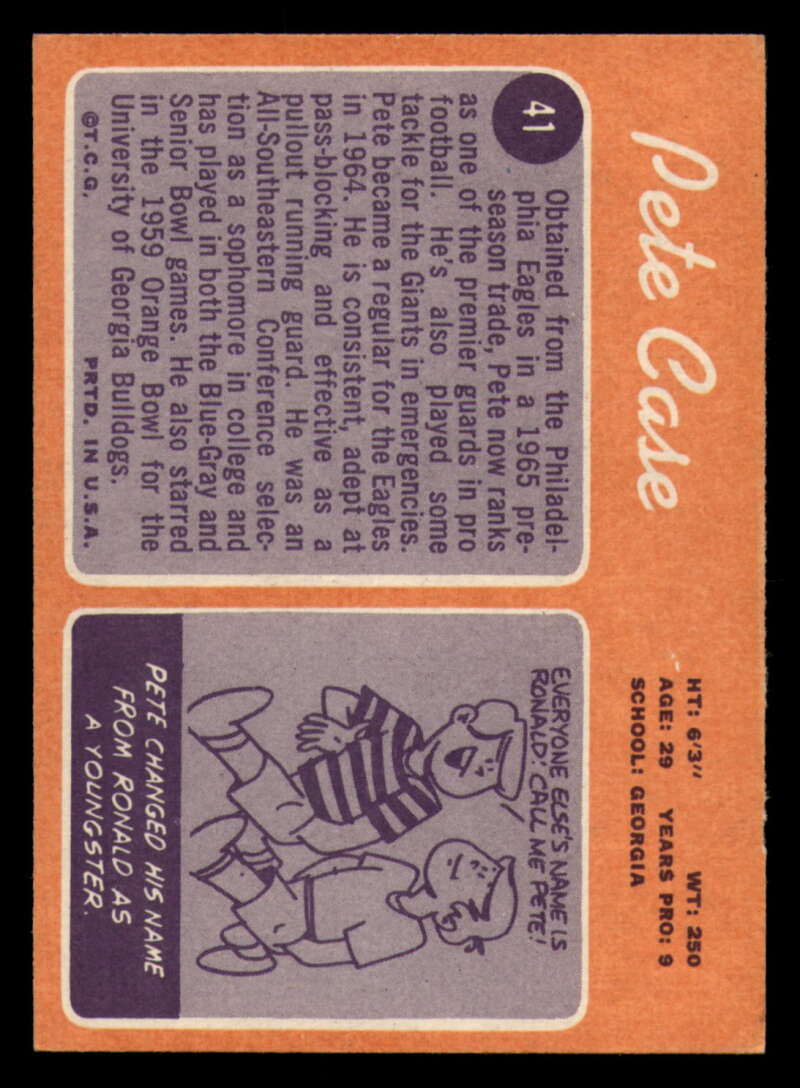 Pete Case
HT: 6'3" WT: 250
AGE: 29 YEARS PRO: 9
SCHOOL: GEORGIA
41
Obtained from the Philadel-
phia Eagles in a 1965 pre-
season trade, Pete now ranks
as one of the premier guards in pro
football. He's also played some
tackle for the Giants in emergencies.
Pete became a regular for the Eagles
in 1964. He is consistent, adept at
pass-blocking and effective as a
pullout running guard. He was an
All-Southeastern Conference selec-
tion as a sophomore in college and
has played in both the Blue-Gray and
Senior Bowl games. He also starred
in the 1959 Orange Bowl for the
University of Georgia Bulldogs.
©T.C.G. PRTD. IN U.S.A.
EVERYONE ELSE'S NAME IS
RONALD! CALL ME PETE!
PETE CHANGED HIS NAME
FROM RONALD AS
A YOUNGSTER.